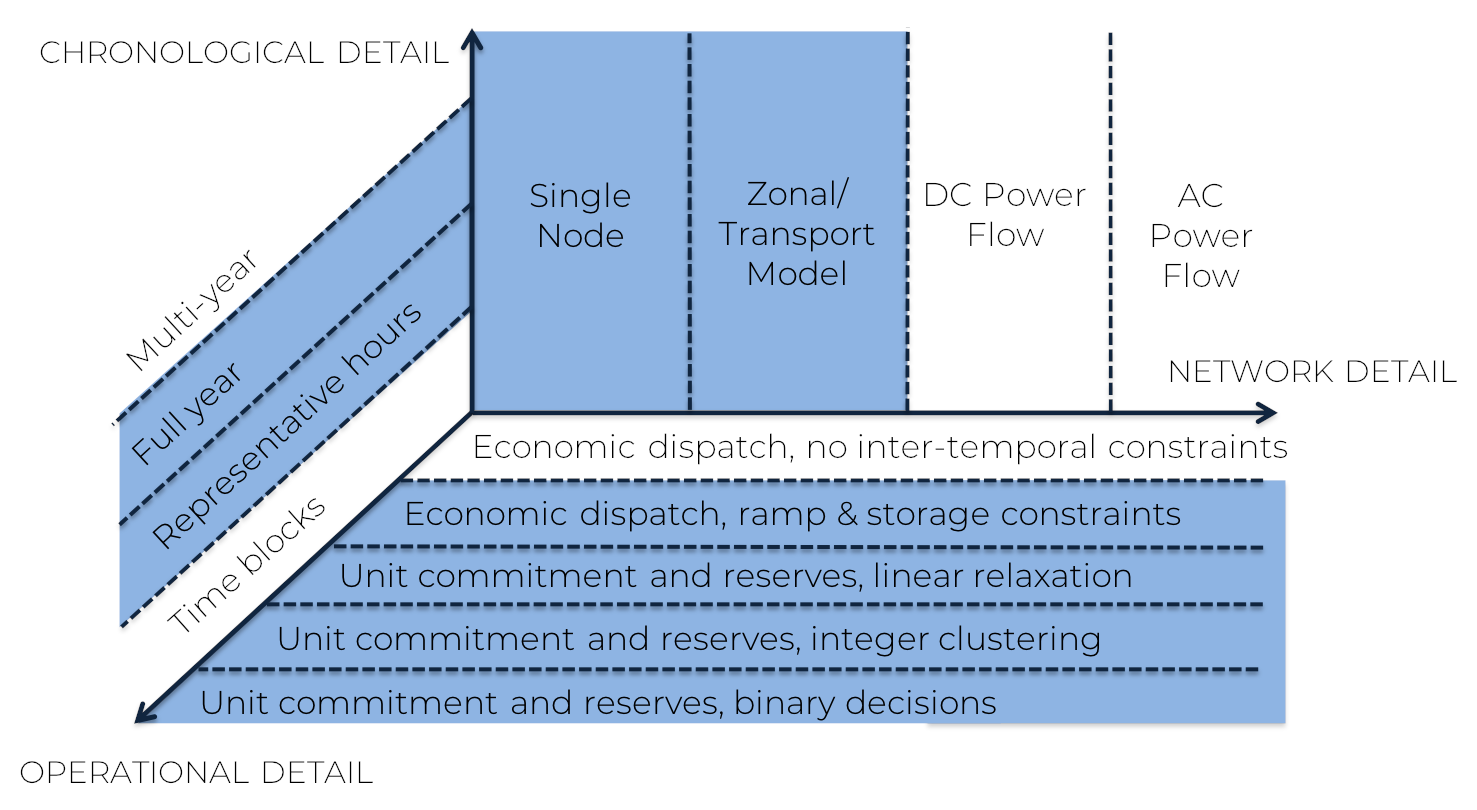 CHRONOLOGICAL DETAIL
Single
Node
Zonal/
Transport
Model
DC Power
Flow
AC
Power
Flow
Multi-year
Full year
Representative hours
Time blocks
NETWORK DETAIL
Economic dispatch, no inter-temporal constraints
Economic dispatch, ramp & storage constraints
Unit commitment and reserves, linear relaxation
Unit commitment and reserves, integer clustering
Unit commitment and reserves, binary decisions
OPERATIONAL DETAIL